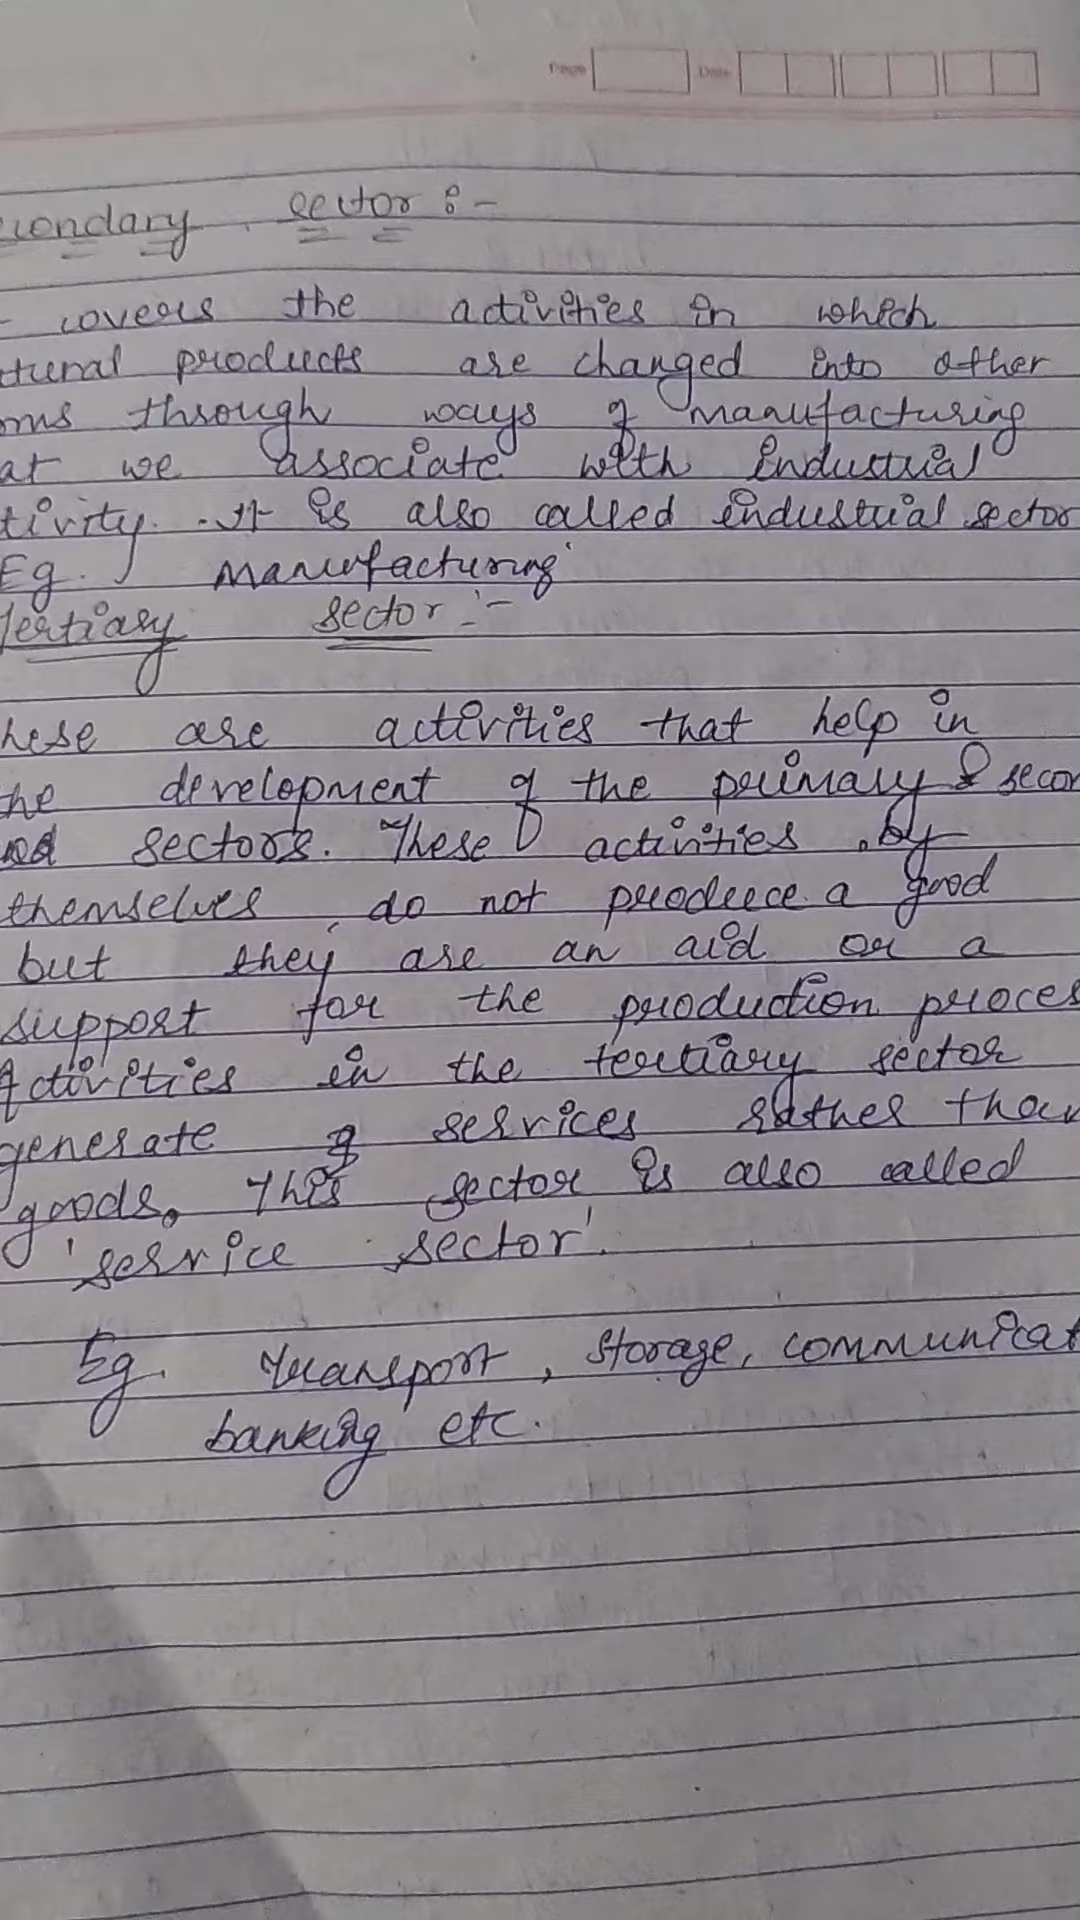 Page Date
condary sector :-
covers the activities in which
tural products are changed into other
oms through ways of manufacturing
at we associate with industrial
tivity. It is also called industrial sector
Eg. Manufacturing
Tertiary sector :-
hese are activities that help in
he development of the primary & secon
sectors. These activities by
themselves do not produce a good
but they are an aid or a
support for the production proces
Activities in the tertiary sector
generate services rather than
goods. This sector is also called
'service sector'.
Eg. Transport, storage, communicat
banking etc.